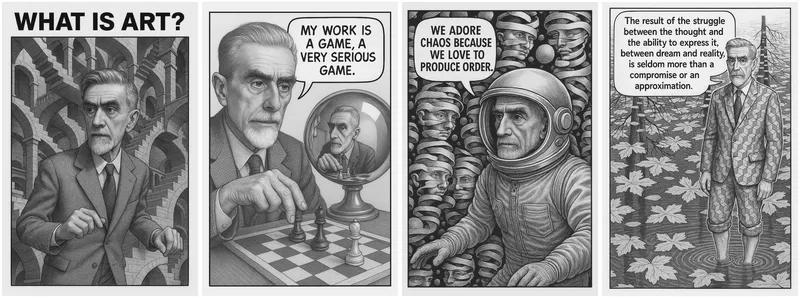 WHAT IS ART?
MY WORK IS
A GAME, A
VERY SERIOUS
GAME.
WE ADORE
CHAOS BECAUSE
WE LOVE TO
PRODUCE ORDER.
The result of the struggle
between the thought and
the ability to express it,
between dream and reality,
is seldom more than a
compromise or an
approximation.